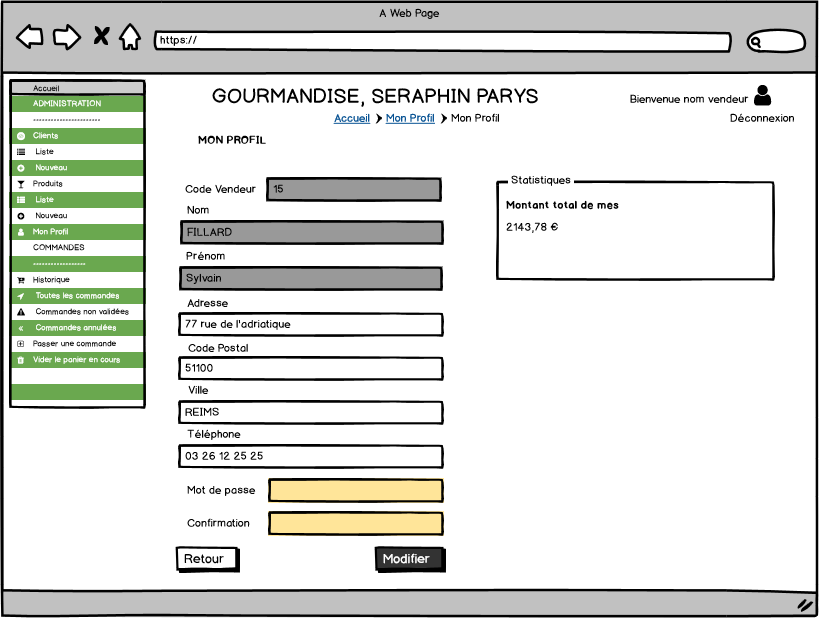 A Web Page
https://
Accueil
ADMINISTRATION
----------------------
Clients
Liste
Nouveau
Produits
Liste
Nouveau
Mon Profil
COMMANDES
-----------------
Historique
Toutes les commandes
Commandes non validées
Commandes annulées
Passer une commande
Vider le panier en cours
GOURMANDISE, SERAPHIN PARYS
Bienvenue nom vendeur
Déconnexion
Accueil > Mon Profil > Mon Profil
MON PROFIL
Code Vendeur 15
Nom
FILLARD
Prénom
Sylvain
Adresse
77 rue de l'adriatique
Code Postal
51100
Ville
REIMS
Téléphone
03 26 12 25 25
Mot de passe
Confirmation
Retour Modifier
Statistiques
Montant total de mes
2143,78 €